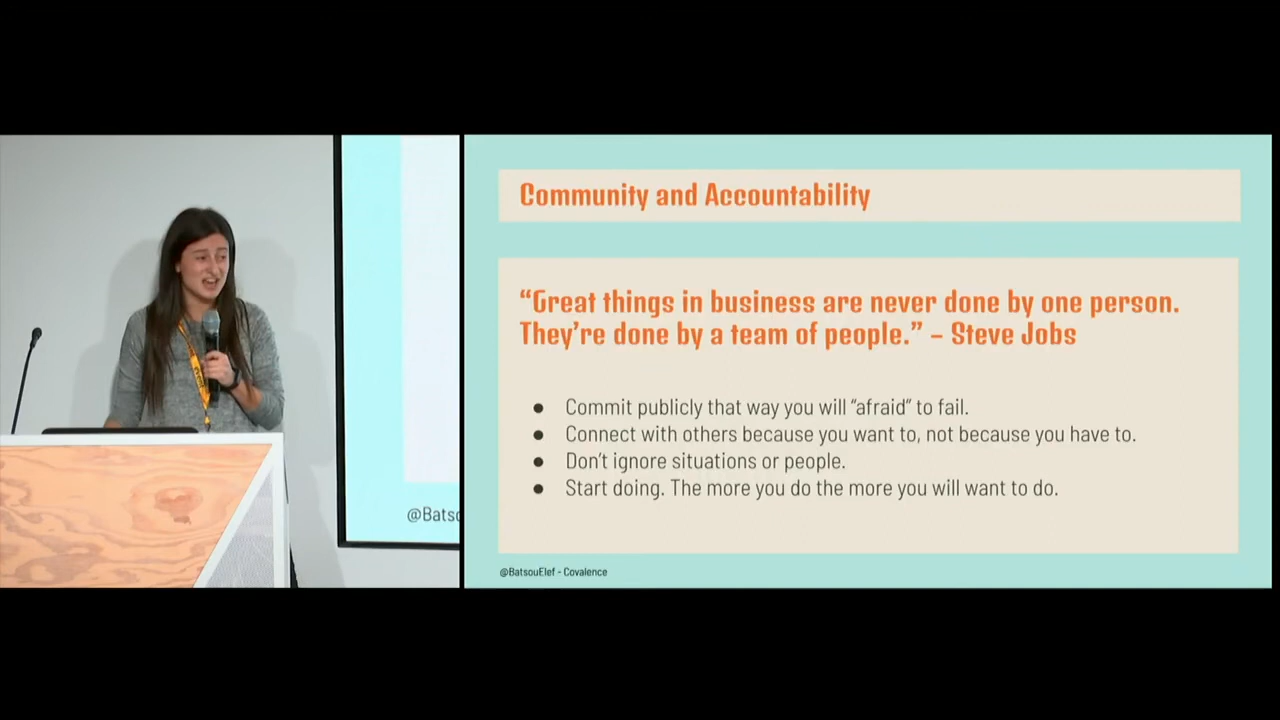 Community and Accountability
“Great things in business are never done by one person.
They’re done by a team of people.” – Steve Jobs
● Commit publicly that way you will “afraid” to fail.
● Connect with others because you want to, not because you have to.
● Don’t ignore situations or people.
● Start doing. The more you do the more you will want to do.
@BatsouElef - Covalence
@Batso